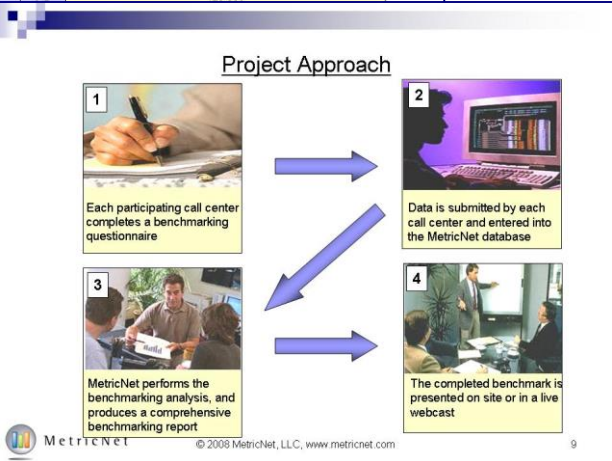 Project Approach
1
Each participating call center
completes a benchmarking
questionnaire
2
Data is submitted by each
call center and entered into
the MetricNet database
3
MetricNet performs the
benchmarking analysis, and
produces a comprehensive
benchmarking report
4
The completed benchmark is
presented on site or in a live
webcast
MetricNet
© 2008 MetricNet, LLC, www.metricnet.com
9